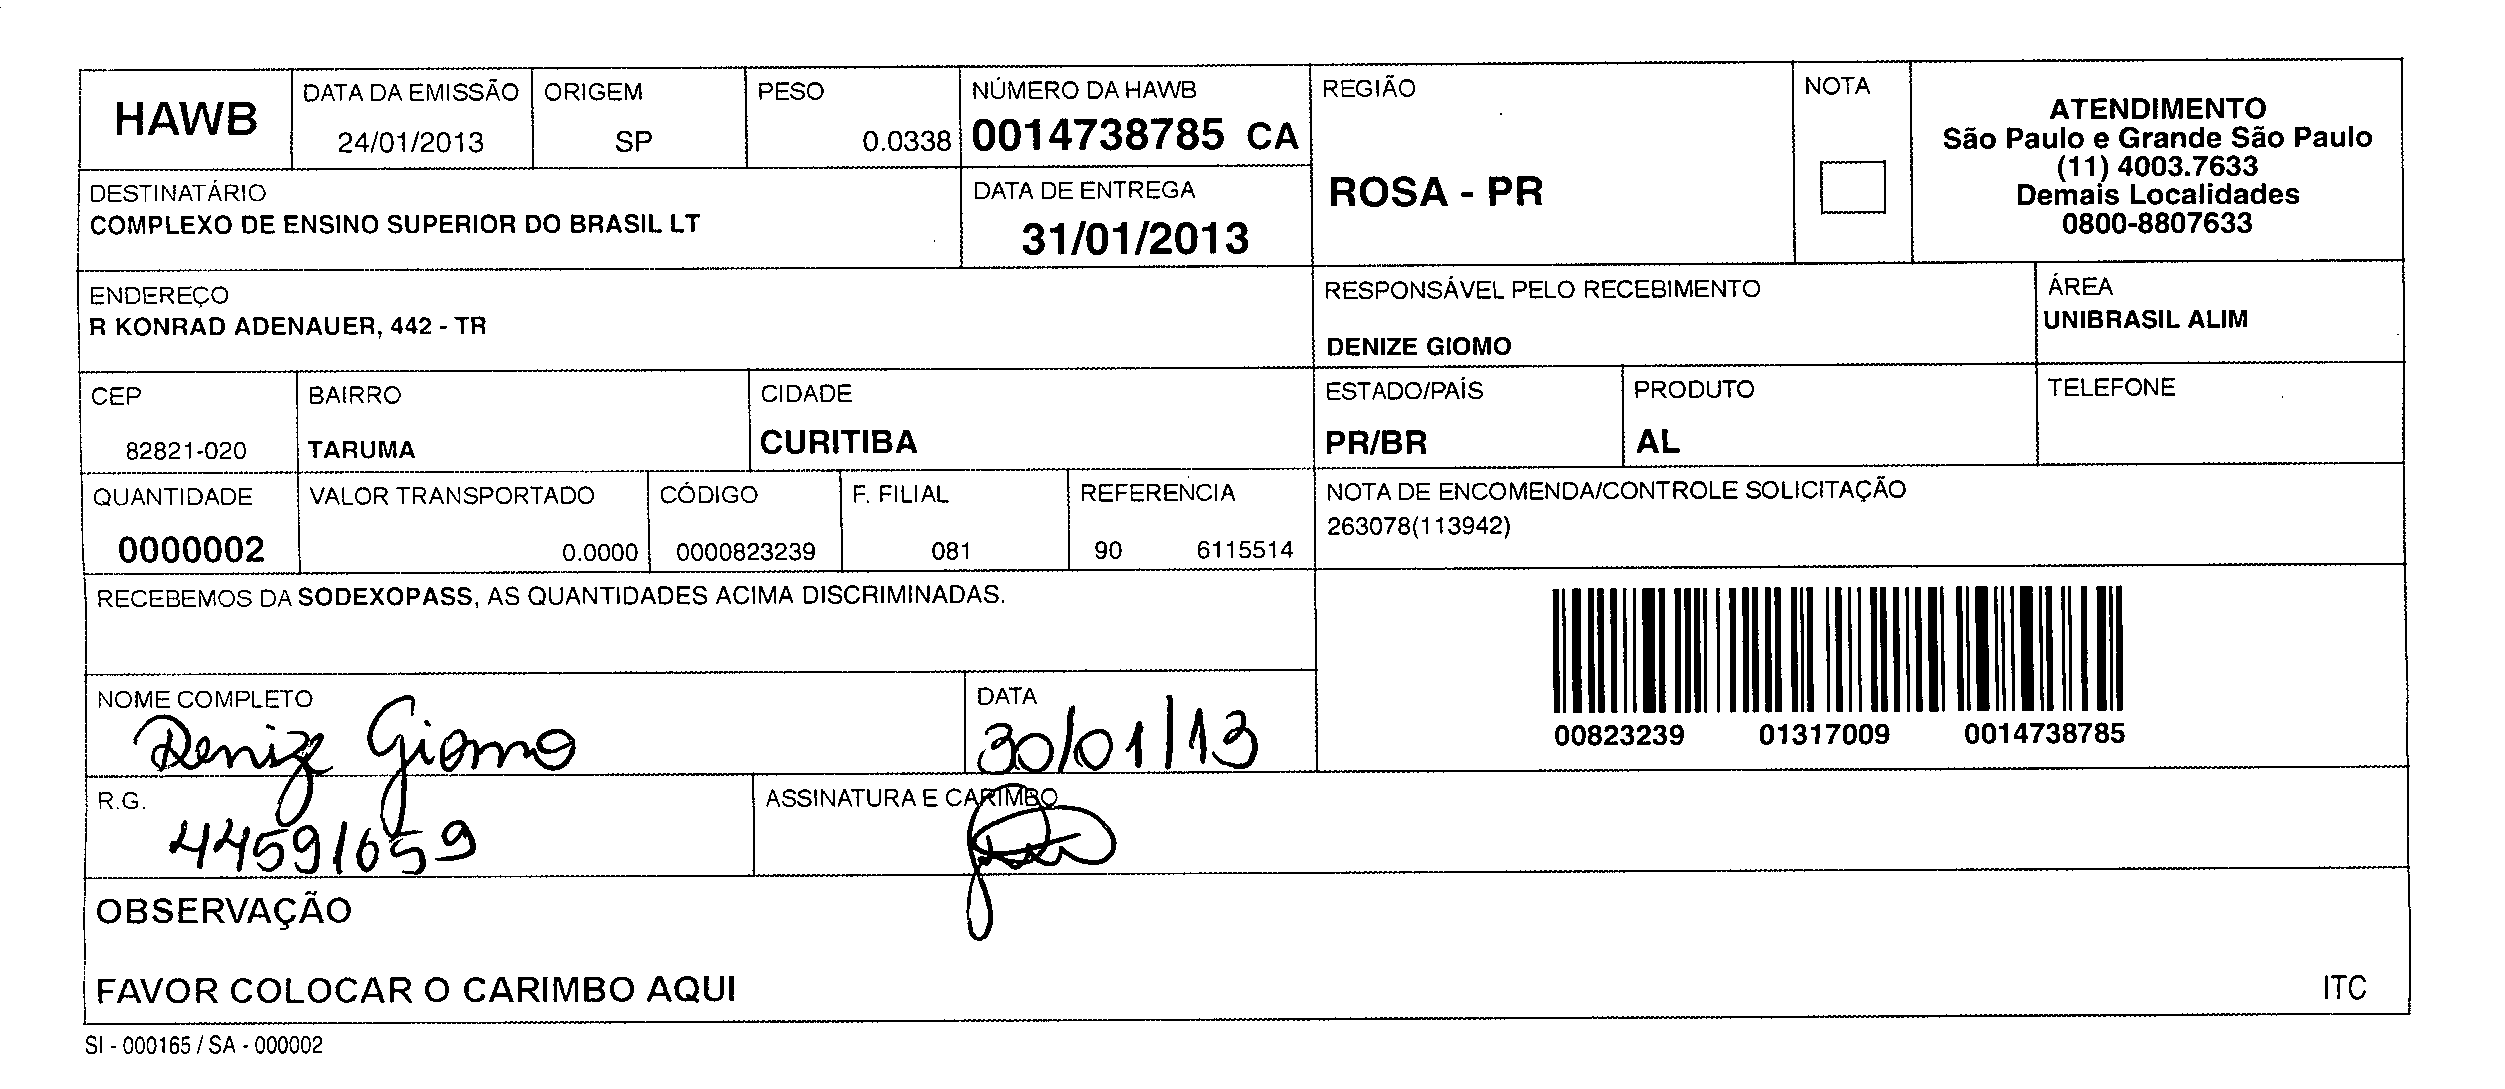 HAWB
DATA DA EMISSÃO
24/01/2013
ORIGEM
SP
PESO
0.0338
NÚMERO DA HAWB
0014738785 CA
REGIÃO
ROSA - PR
NOTA
ATENDIMENTO
São Paulo e Grande São Paulo
(11) 4003.7633
Demais Localidades
0800-8807633
DESTINATÁRIO
COMPLEXO DE ENSINO SUPERIOR DO BRASIL LT
DATA DE ENTREGA
31/01/2013
ENDEREÇO
R KONRAD ADENAUER, 442 - TR
RESPONSÁVEL PELO RECEBIMENTO
DENIZE GIOMO
ÁREA
UNIBRASIL ALIM
CEP
82821-020
BAIRRO
TARUMA
CIDADE
CURITIBA
ESTADO/PAÍS
PR/BR
PRODUTO
AL
TELEFONE
QUANTIDADE
0000002
VALOR TRANSPORTADO
0.0000
CÓDIGO
0000823239
F. FILIAL
081
REFERENCIA
90 6115514
NOTA DE ENCOMENDA/CONTROLE SOLICITAÇÃO
263078(113942)
RECEBEMOS DA SODEXOPASS, AS QUANTIDADES ACIMA DISCRIMINADAS.
00823239 01317009 0014738785
NOME COMPLETO
Denize Giomo
DATA
30/01/13
R.G.
44591659
ASSINATURA E CARIMBO
OBSERVAÇÃO
FAVOR COLOCAR O CARIMBO AQUI
ITC
SI - 000165 / SA - 000002